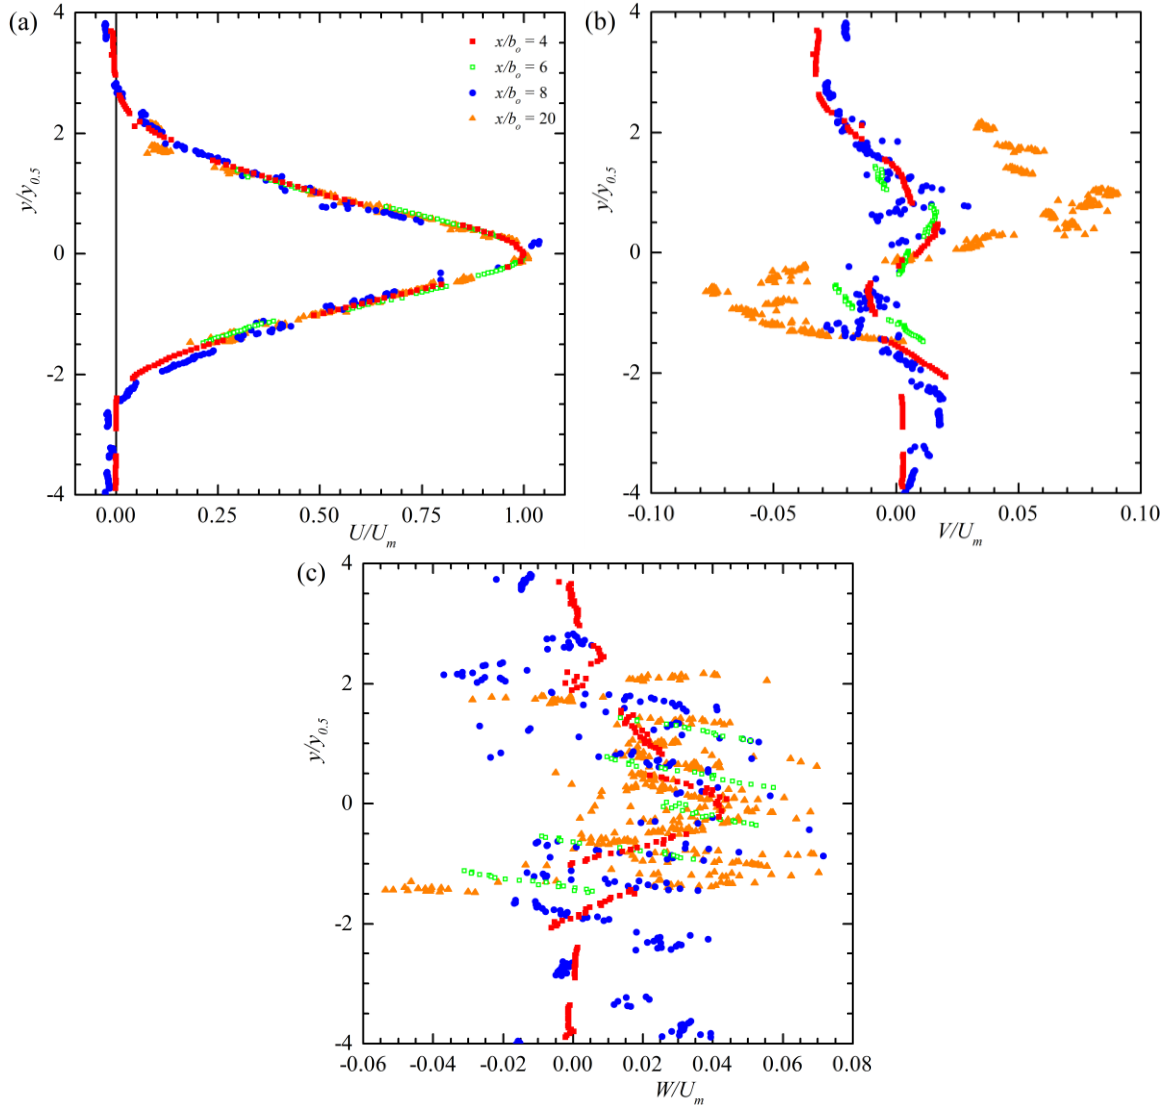 (a)
4
2
0
-2
-4
y/y0.5
0.00 0.25 0.50 0.75 1.00
U/Um
x/bo = 4
x/bo = 6
x/bo = 8
x/bo = 20
(b)
4
2
0
-2
-4
y/y0.5
-0.10 -0.05 0.00 0.05 0.10
V/Um
(c)
4
2
0
-2
-4
y/y0.5
-0.06 -0.04 -0.02 0.00 0.02 0.04 0.06 0.08
W/Um